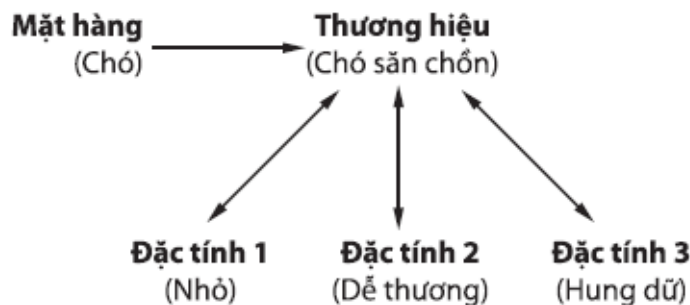 Mặt hàng
(Chó)
Thương hiệu
(Chó săn chồn)
Đặc tính 1
(Nhỏ)
Đặc tính 2
(Dễ thương)
Đặc tính 3
(Hung dữ)